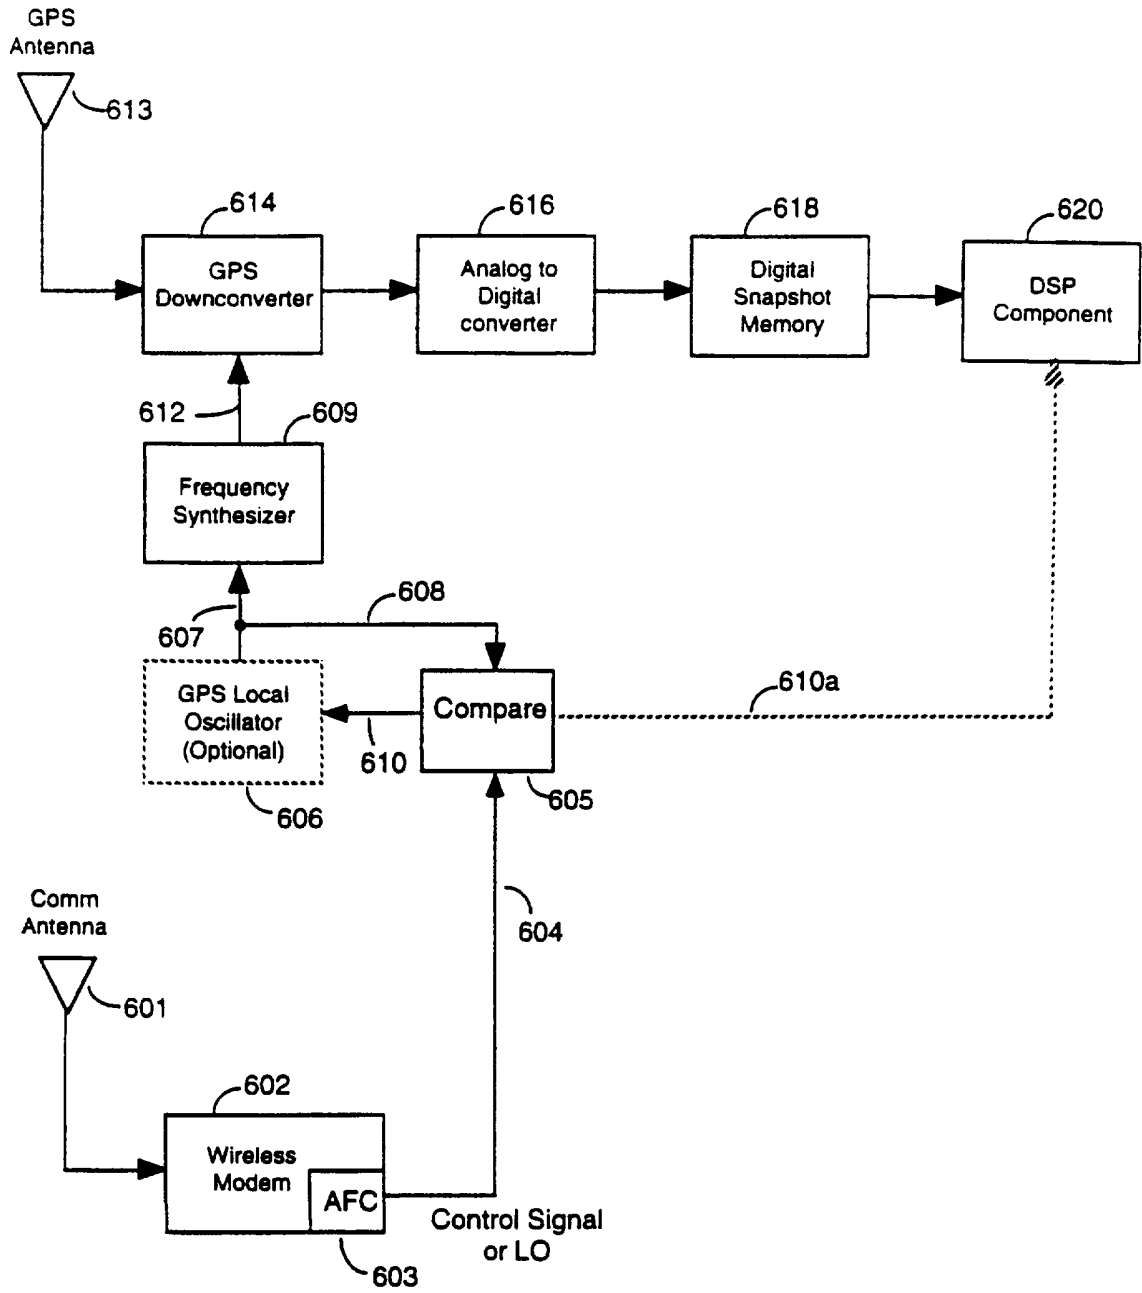 GPS
Antenna
613
614
616
618
620
GPS
Downconverter
Analog to
Digital
converter
Digital
Snapshot
Memory
DSP
Component
612
609
Frequency
Synthesizer
608
607
GPS Local
Oscillator
(Optional)
Compare
610a
610
605
606
604
Comm
Antenna
601
602
Wireless
Modem
AFC
Control Signal
or LO
603